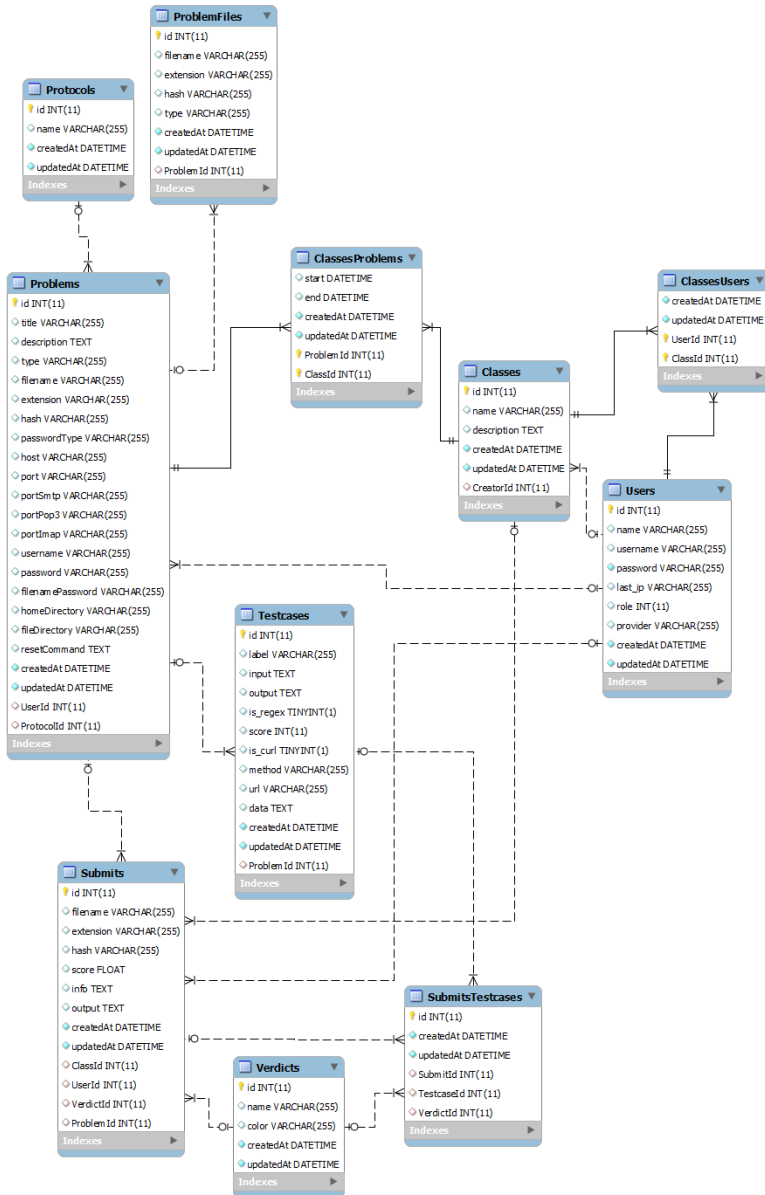 ProblemFiles
id INT(11)
filename VARCHAR(255)
extension VARCHAR(255)
hash VARCHAR(255)
type VARCHAR(255)
createdAt DATETIME
updatedAt DATETIME
ProblemId INT(11)
Indexes
Protocols
id INT(11)
name VARCHAR(255)
createdAt DATETIME
updatedAt DATETIME
Indexes
Problems
id INT(11)
title VARCHAR(255)
description TEXT
type VARCHAR(255)
filename VARCHAR(255)
extension VARCHAR(255)
hash VARCHAR(255)
passwordType VARCHAR(255)
host VARCHAR(255)
port VARCHAR(255)
portSmtp VARCHAR(255)
portPop3 VARCHAR(255)
portImap VARCHAR(255)
username VARCHAR(255)
password VARCHAR(255)
filenamePassword VARCHAR(255)
homeDirectory VARCHAR(255)
fileDirectory VARCHAR(255)
resetCommand TEXT
createdAt DATETIME
updatedAt DATETIME
UserId INT(11)
ProtocolId INT(11)
Indexes
ClassesProblems
start DATETIME
end DATETIME
createdAt DATETIME
updatedAt DATETIME
ProblemId INT(11)
ClassId INT(11)
Indexes
Classes
id INT(11)
name VARCHAR(255)
description TEXT
createdAt DATETIME
updatedAt DATETIME
CreatorId INT(11)
Indexes
ClassesUsers
createdAt DATETIME
updatedAt DATETIME
UserId INT(11)
ClassId INT(11)
Indexes
Users
id INT(11)
name VARCHAR(255)
username VARCHAR(255)
password VARCHAR(255)
last_ip VARCHAR(255)
role INT(11)
provider VARCHAR(255)
createdAt DATETIME
updatedAt DATETIME
Indexes
Testcases
id INT(11)
label VARCHAR(255)
input TEXT
output TEXT
is_regex TINYINT(1)
score INT(11)
is_curl TINYINT(1)
method VARCHAR(255)
url VARCHAR(255)
data TEXT
createdAt DATETIME
updatedAt DATETIME
ProblemId INT(11)
Indexes
Submits
id INT(11)
filename VARCHAR(255)
extension VARCHAR(255)
hash VARCHAR(255)
score FLOAT
info TEXT
output TEXT
createdAt DATETIME
updatedAt DATETIME
ClassId INT(11)
UserId INT(11)
VerdictId INT(11)
ProblemId INT(11)
Indexes
SubmitsTestcases
id INT(11)
createdAt DATETIME
updatedAt DATETIME
SubmitId INT(11)
TestcaseId INT(11)
VerdictId INT(11)
Indexes
Verdicts
id INT(11)
name VARCHAR(255)
color VARCHAR(255)
createdAt DATETIME
updatedAt DATETIME
Indexes